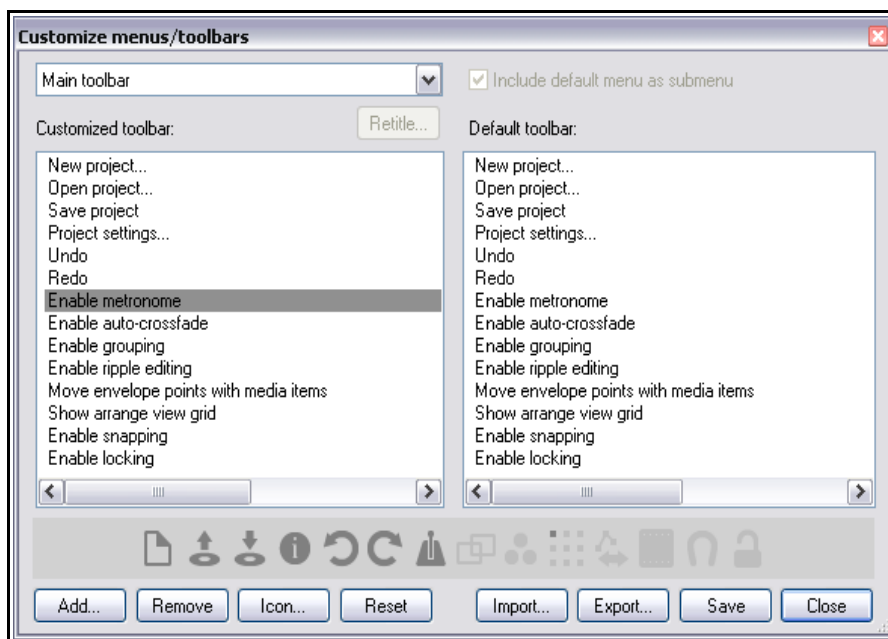 Customize menus/toolbars
Main toolbar
Include default menu as submenu
Customized toolbar:
Retitle...
Default toolbar:
New project...
Open project...
Save project
Project settings...
Undo
Redo
Enable metronome
Enable auto-crossfade
Enable grouping
Enable ripple editing
Move envelope points with media items
Show arrange view grid
Enable snapping
Enable locking
New project...
Open project...
Save project
Project settings...
Undo
Redo
Enable metronome
Enable auto-crossfade
Enable grouping
Enable ripple editing
Move envelope points with media items
Show arrange view grid
Enable snapping
Enable locking
Add...
Remove
Icon...
Reset
Import...
Export...
Save
Close